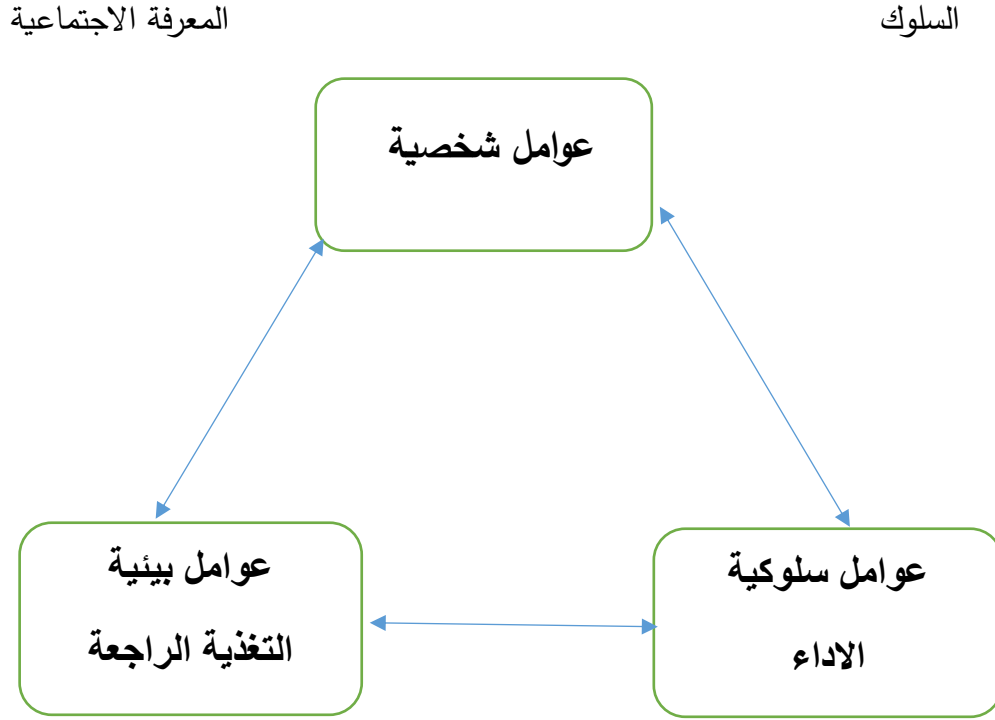 السلوك
المعرفة الاجتماعية
عوامل شخصية
عوامل سلوكية
الاداء
عوامل بيئية
التغذية الراجعة